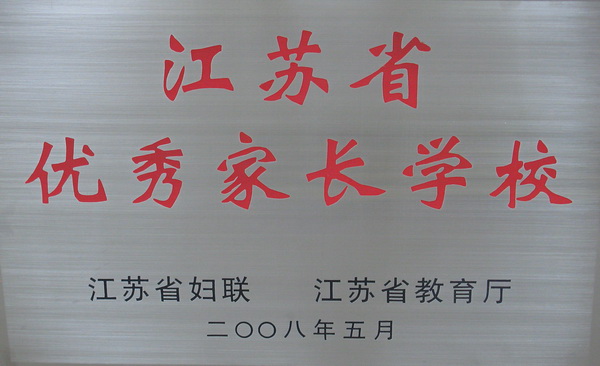 江苏省
优秀家长学校
江苏省妇联 江苏省教育厅
二〇〇八年五月